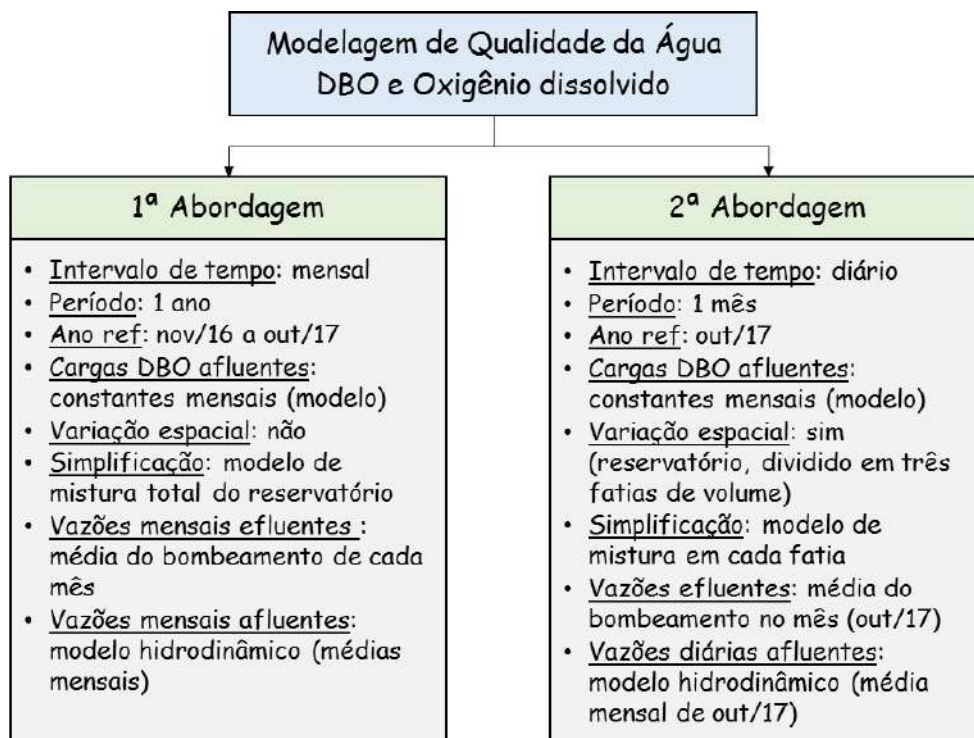 Modelagem de Qualidade da Água
DBO e Oxigênio dissolvido
1ª Abordagem
• Intervalo de tempo: mensal
• Período: 1 ano
• Ano ref: nov/16 a out/17
• Cargas DBO afluentes:
constantes mensais (modelo)
• Variação espacial: não
• Simplificação: modelo de
mistura total do reservatório
• Vazões mensais efluentes :
média do bombeamento de cada
mês
• Vazões mensais afluentes:
modelo hidrodinâmico (médias
mensais)
2ª Abordagem
• Intervalo de tempo: diário
• Período: 1 mês
• Ano ref: out/17
• Cargas DBO afluentes:
constantes mensais (modelo)
• Variação espacial: sim
(reservatório, dividido em três
fatias de volume)
• Simplificação: modelo de
mistura em cada fatia
• Vazões efluentes: média do
bombeamento no mês (out/17)
• Vazões diárias afluentes:
modelo hidrodinâmico (média
mensal de out/17)